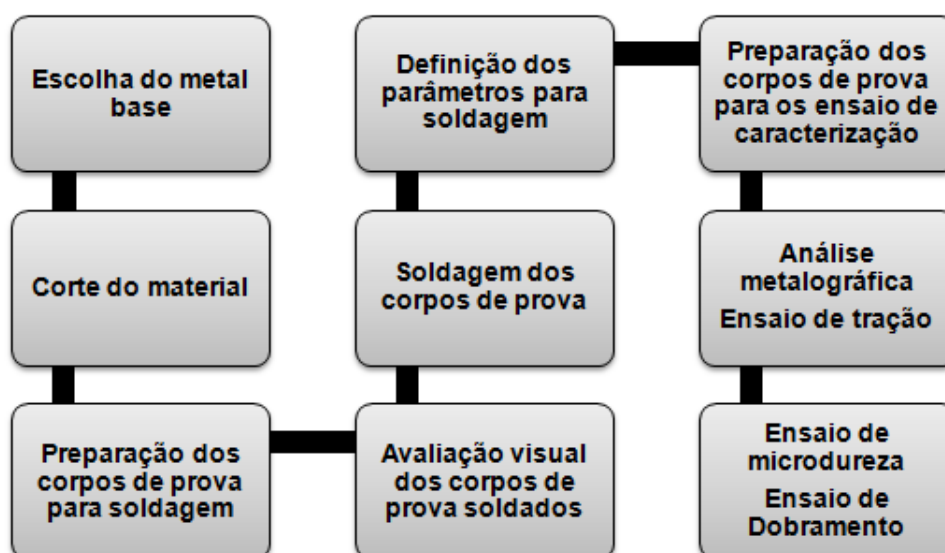 Escolha do metal
base
Corte do material
Preparação dos
corpos de prova
para soldagem
Avaliação visual
dos corpos de
prova soldados
Soldagem dos
corpos de prova
Definição dos
parâmetros para
soldagem
Preparação dos
corpos de prova
para os ensaio de
caracterização
Análise
metalográfica
Ensaio de tração
Ensaio de
microdureza
Ensaio de
Dobramento